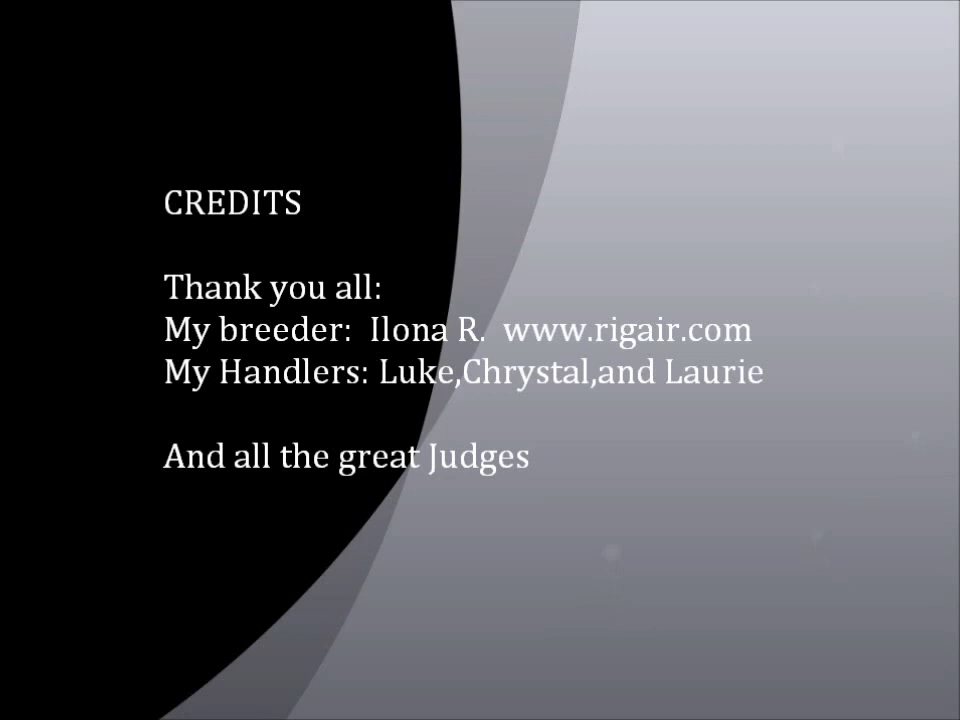 CREDITS
Thank you all:
My breeder:  Ilona R.  www.rigair.com
My Handlers: Luke,Chrystal,and Laurie
And all the great Judges